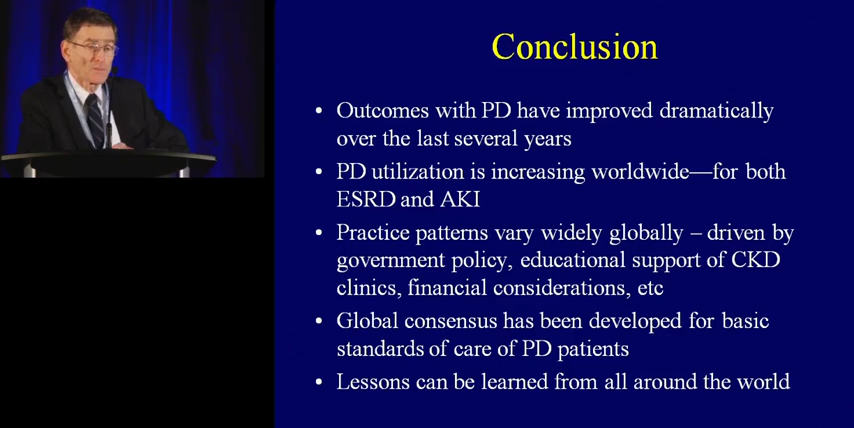 Conclusion
• Outcomes with PD have improved dramatically
over the last several years
• PD utilization is increasing worldwide—for both
ESRD and AKI
• Practice patterns vary widely globally – driven by
government policy, educational support of CKD
clinics, financial considerations, etc
• Global consensus has been developed for basic
standards of care of PD patients
• Lessons can be learned from all around the world